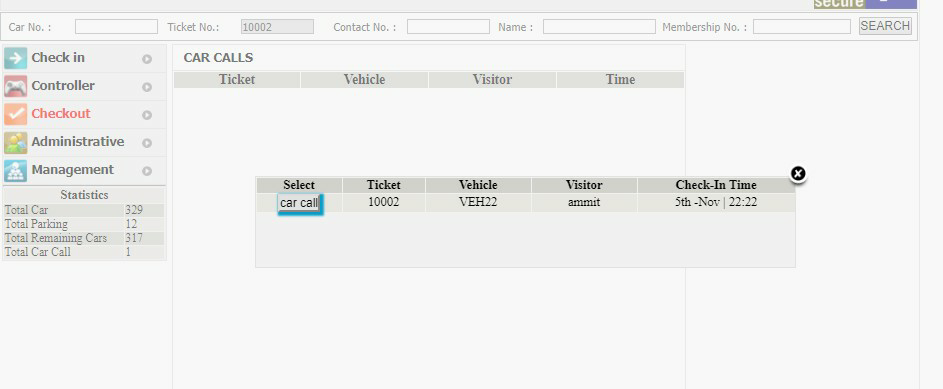 secure
Car No. : Ticket No.: 10002 Contact No. : Name : Membership No. : SEARCH
Check in
Controller
Checkout
Administrative
Management
Statistics
Total Car 329
Total Parking 12
Total Remaining Cars 317
Total Car Call 1
CAR CALLS
Ticket Vehicle Visitor Time
Select Ticket Vehicle Visitor Check-In Time
car call 10002 VEH22 ammit 5th -Nov | 22:22